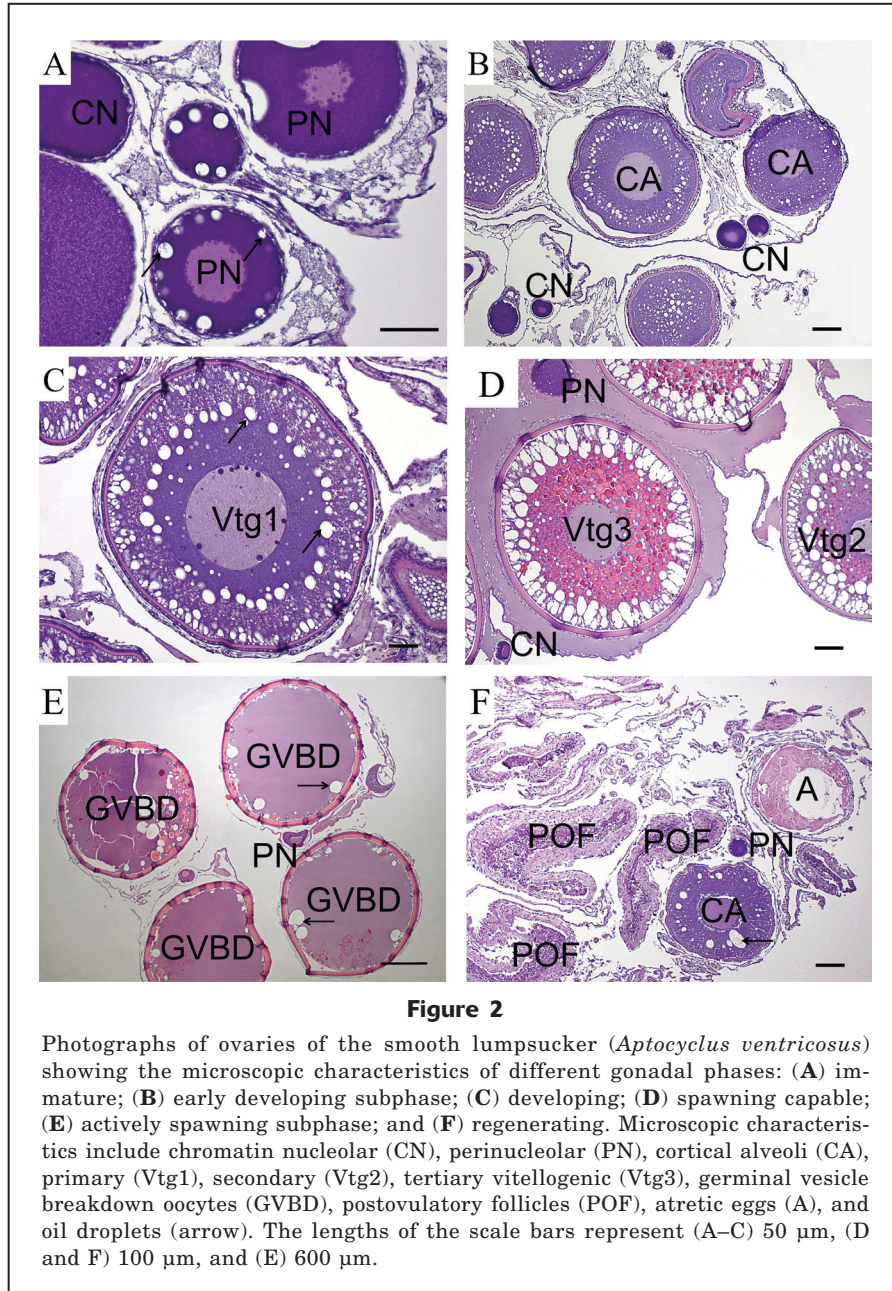 A
CN
PN
PN
B
CA
CA
CN
CN
C
Vtg1
D
PN
Vtg3
Vtg2
CN
E
GVBD
GVBD
PN
GVBD
GVBD
F
A
POF
POF
PN
CA
POF
Figure 2
Photographs of ovaries of the smooth lumpsucker (Aptocyclus ventricosus)
showing the microscopic characteristics of different gonadal phases: (A) im-
mature; (B) early developing subphase; (C) developing; (D) spawning capable;
(E) actively spawning subphase; and (F) regenerating. Microscopic characteris-
tics include chromatin nucleolar (CN), perinucleolar (PN), cortical alveoli (CA),
primary (Vtg1), secondary (Vtg2), tertiary vitellogenic (Vtg3), germinal vesicle
breakdown oocytes (GVBD), postovulatory follicles (POF), atretic eggs (A), and
oil droplets (arrow). The lengths of the scale bars represent (A–C) 50 µm, (D
and F) 100 µm, and (E) 600 µm.